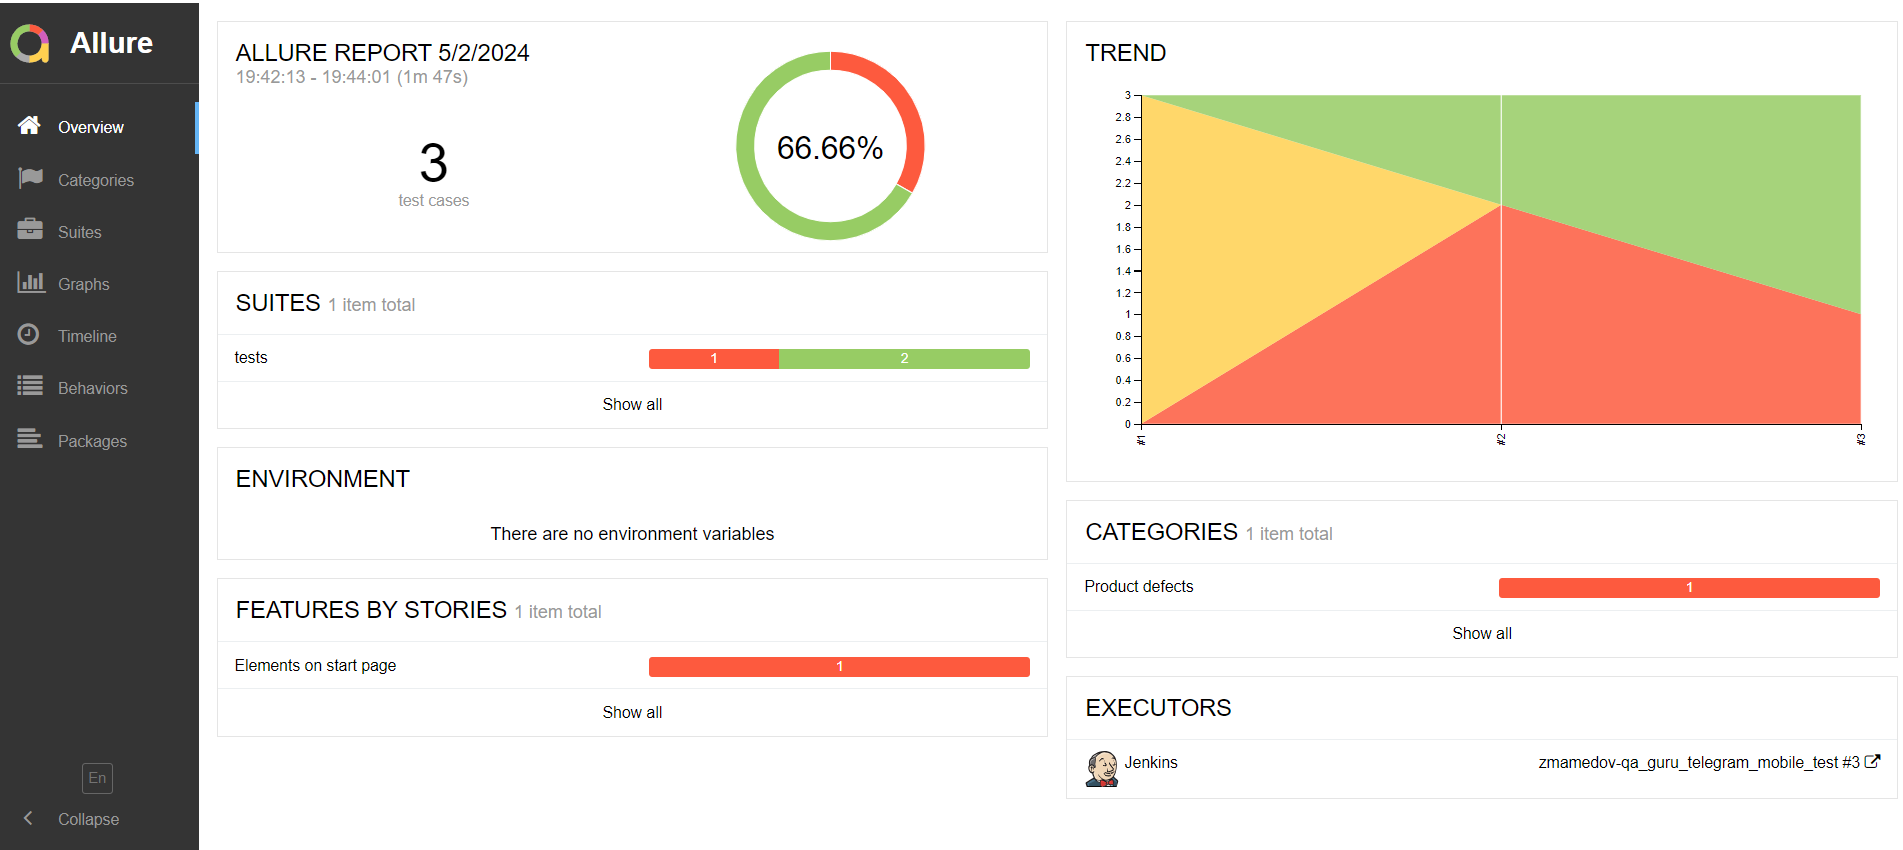 Allure
Overview
Categories
Suites
Graphs
Timeline
Behaviors
Packages
En
Collapse
ALLURE REPORT 5/2/2024
19:42:13 - 19:44:01 (1m 47s)
3
test cases
66.66%
SUITES 1 item total
tests 1 2
Show all
ENVIRONMENT
There are no environment variables
FEATURES BY STORIES 1 item total
Elements on start page 1
Show all
TREND
3
2.8
2.6
2.4
2.2
2
1.8
1.6
1.4
1.2
1
0.8
0.6
0.4
0.2
0
#1 #2 #3
CATEGORIES 1 item total
Product defects 1
Show all
EXECUTORS
Jenkins zmamedov-qa_guru_telegram_mobile_test #3